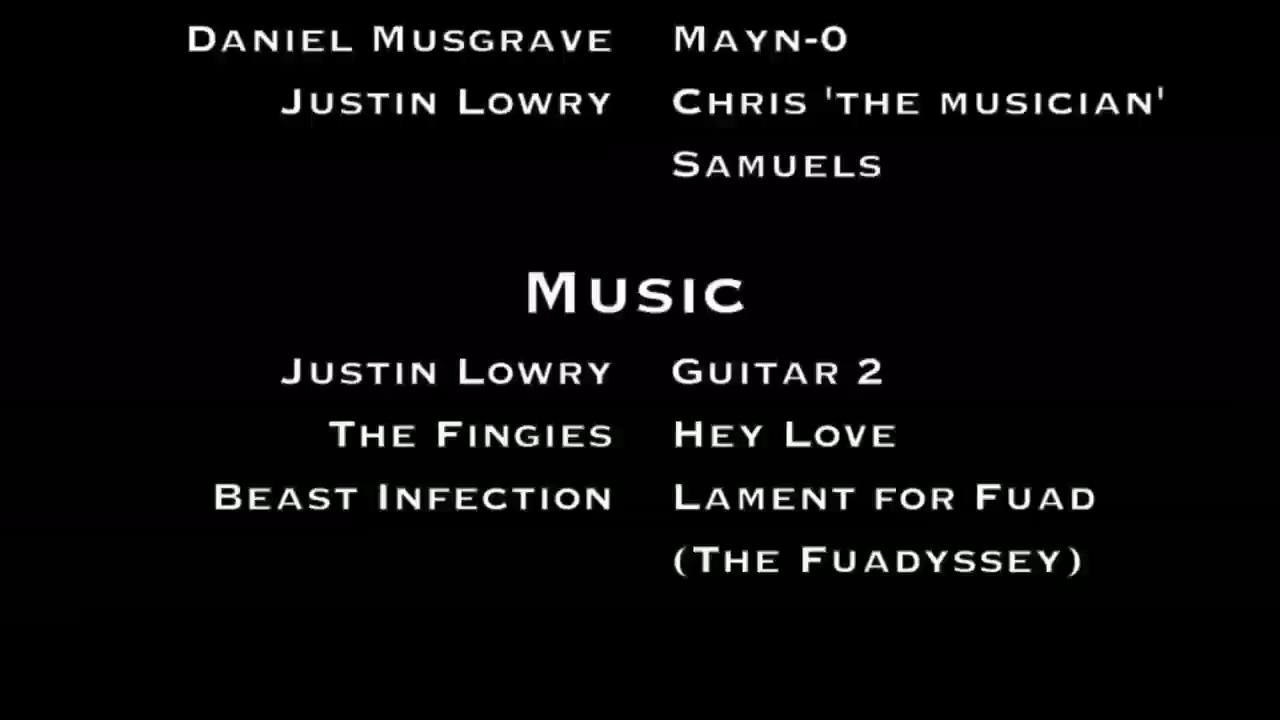 Daniel Musgrave Mayn-O
Justin Lowry Chris 'the musician'
Samuels
Music
Justin Lowry Guitar 2
The Fingies Hey Love
Beast Infection Lament for Fuad
(The Fuadyssey)